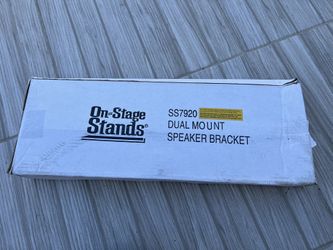 On-Stage
Stands®
SS7920
DUAL MOUNT
SPEAKER BRACKET